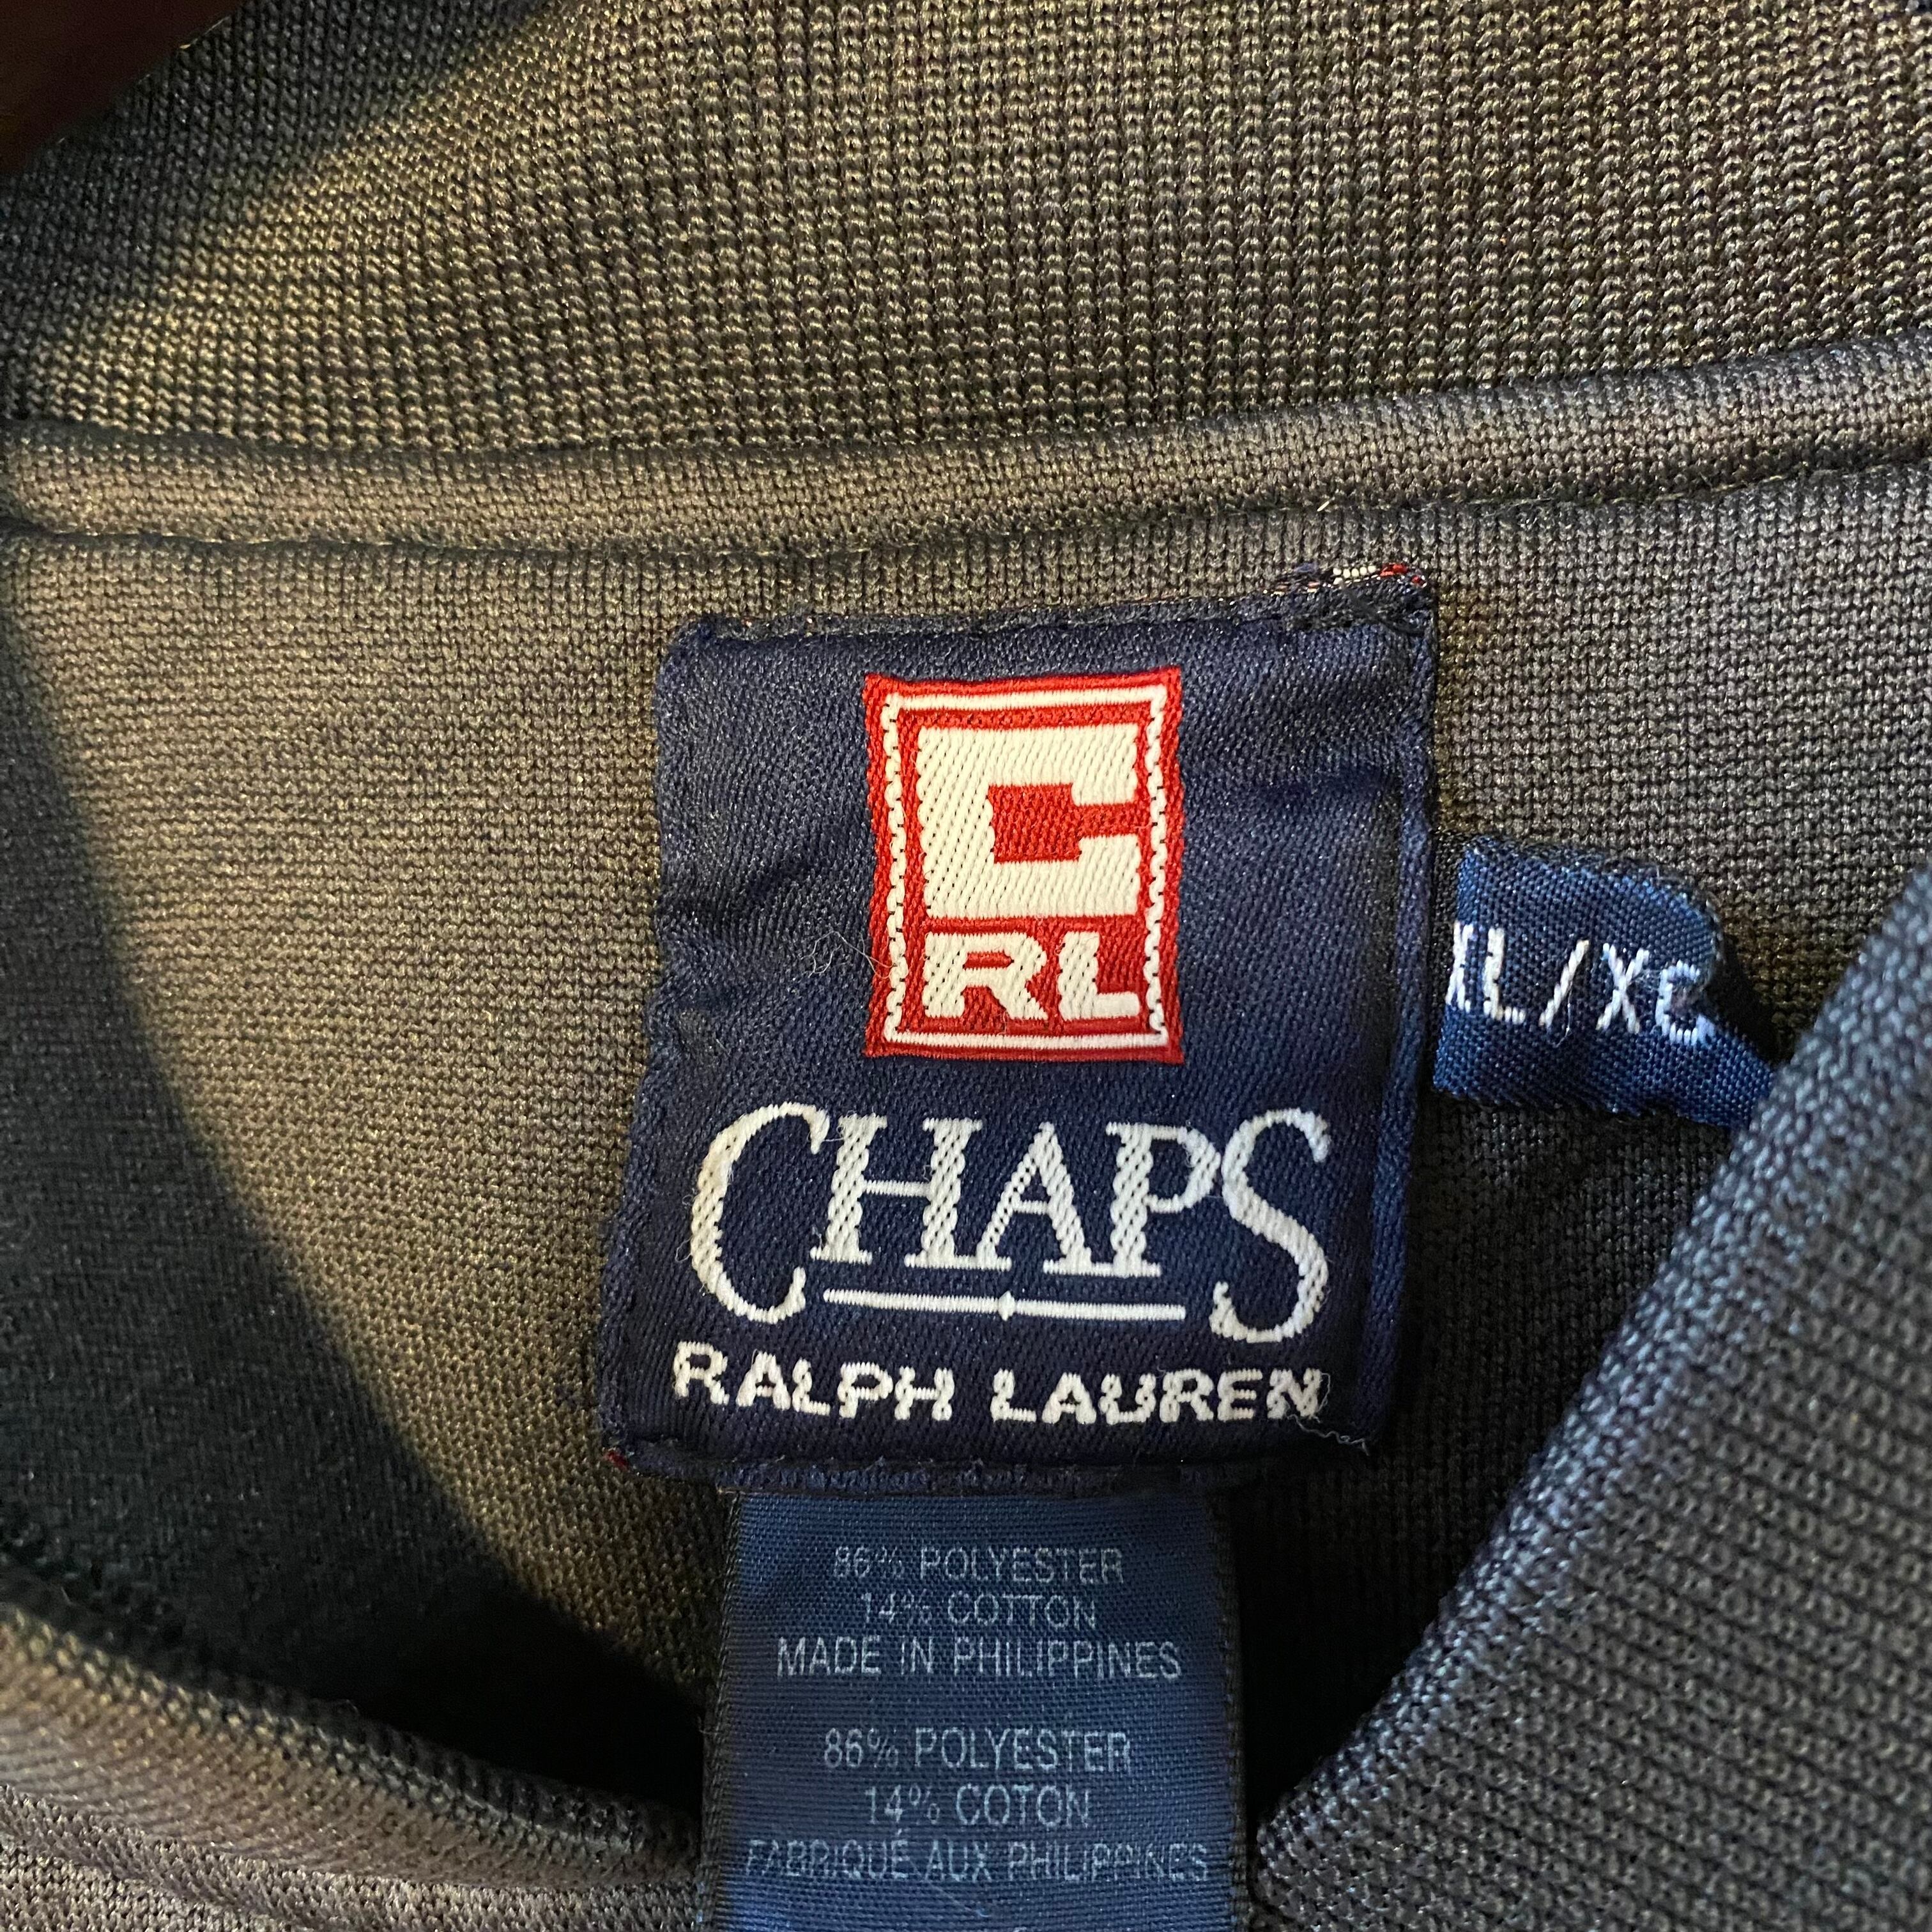 C
RL
XL/XG
CHAPS
RALPH LAUREN
86% POLYESTER
14% COTTON
MADE IN PHILIPPINES
86% POLYESTER
14% COTON
FABRIQUÉ AUX PHILIPPINES